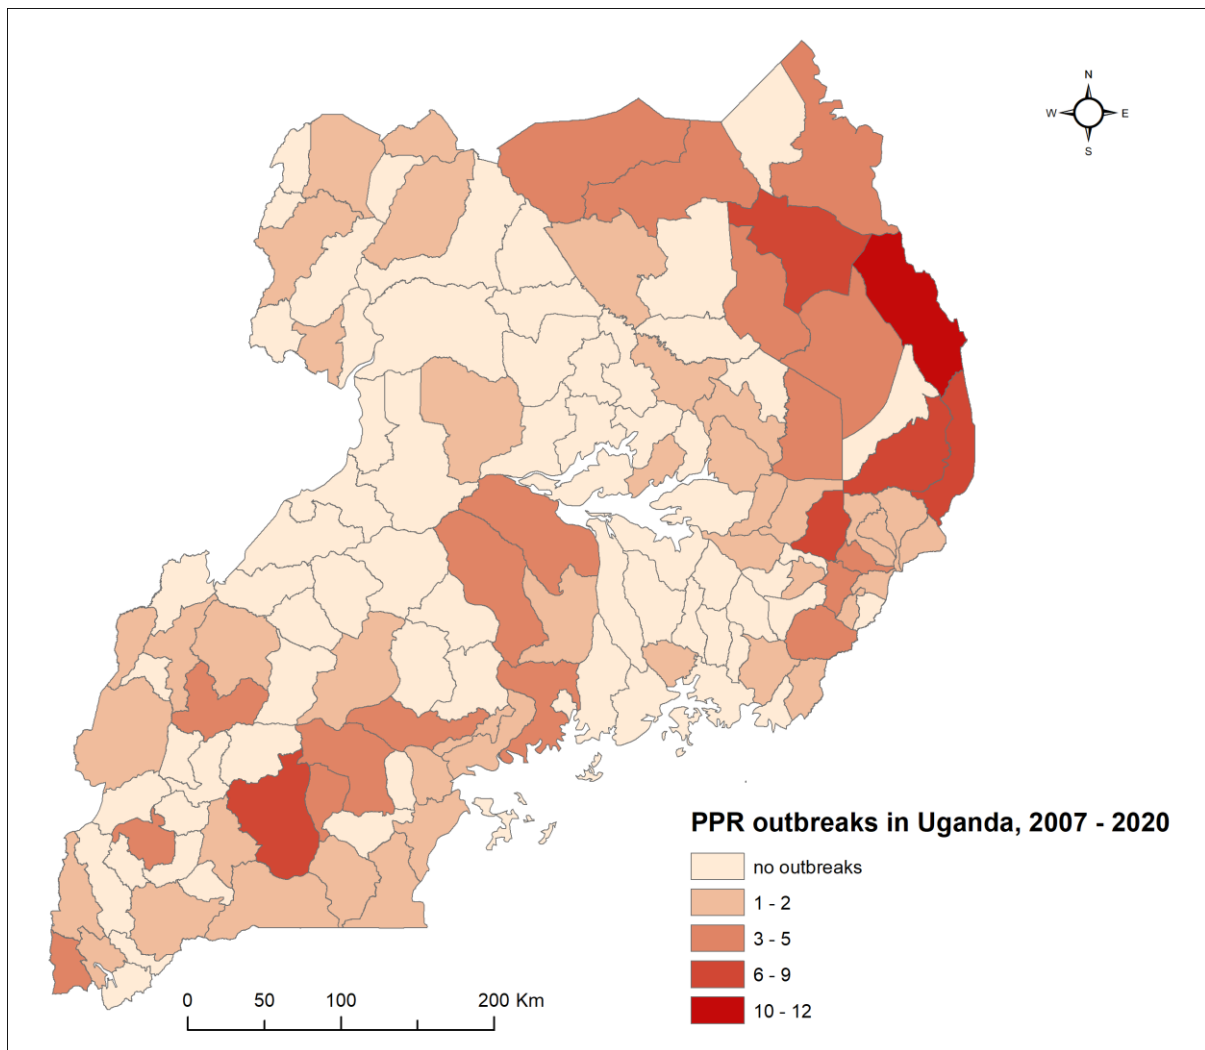 N
W E
S
PPR outbreaks in Uganda, 2007 - 2020
no outbreaks
1 - 2
3 - 5
6 - 9
10 - 12
0 50 100 200 Km